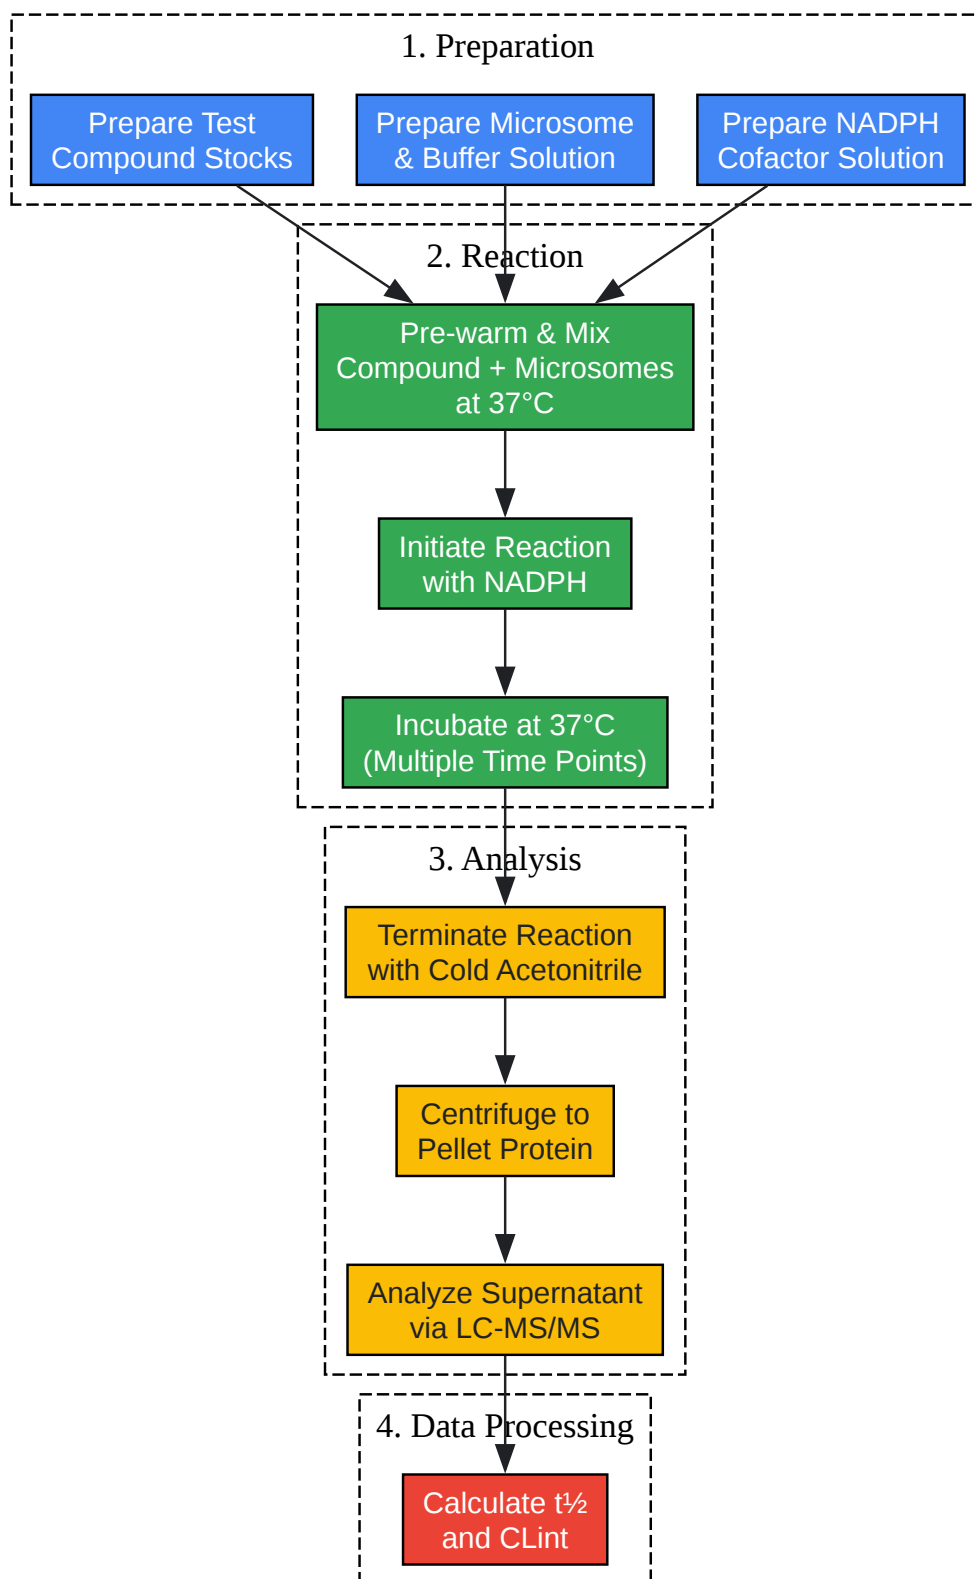 1. Preparation
Prepare Test
Compound Stocks
Prepare Microsome
& Buffer Solution
Prepare NADPH
Cofactor Solution
2. Reaction
Pre-warm & Mix
Compound + Microsomes
at 37°C
Initiate Reaction
with NADPH
Incubate at 37°C
(Multiple Time Points)
3. Analysis
Terminate Reaction
with Cold Acetonitrile
Centrifuge to
Pellet Protein
Analyze Supernatant
via LC-MS/MS
4. Data Processing
Calculate t½
and CLint